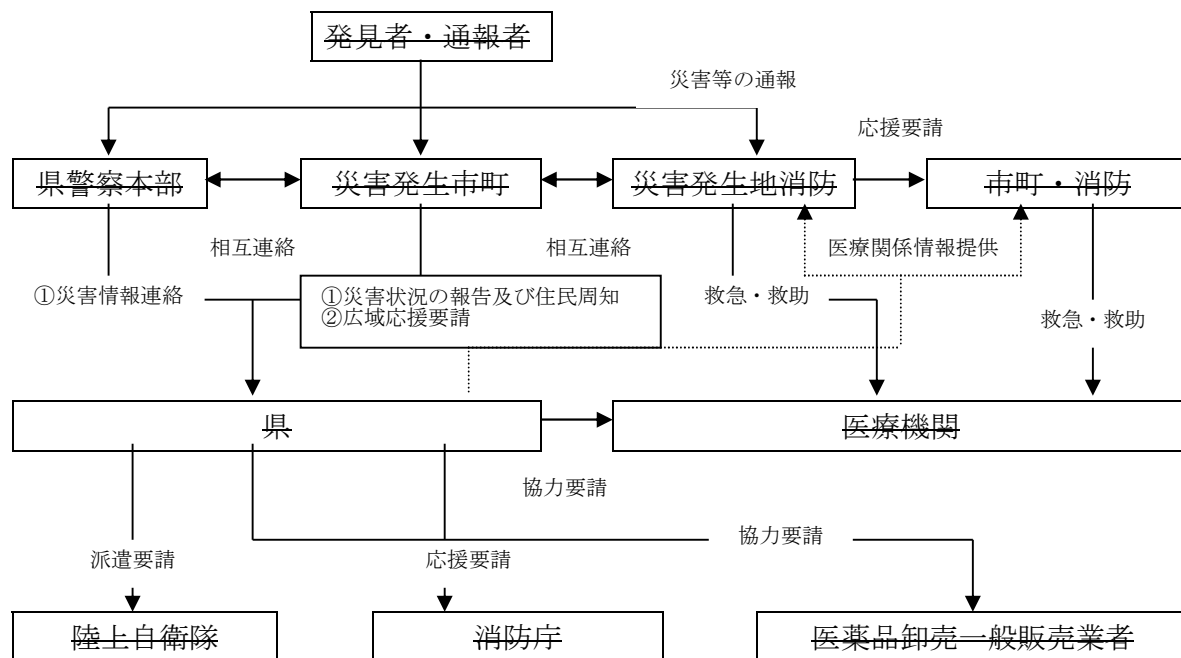 発見者・通報者
災害等の通報
応援要請
県警察本部
災害発生市町
災害発生地消防
市町・消防
相互連絡
相互連絡
医療関係情報提供
①災害情報連絡
①災害状況の報告及び住民周知
②広域応援要請
救急・救助
救急・救助
県
医療機関
協力要請
協力要請
派遣要請
応援要請
陸上自衛隊
消防庁
医薬品卸売一般販売業者